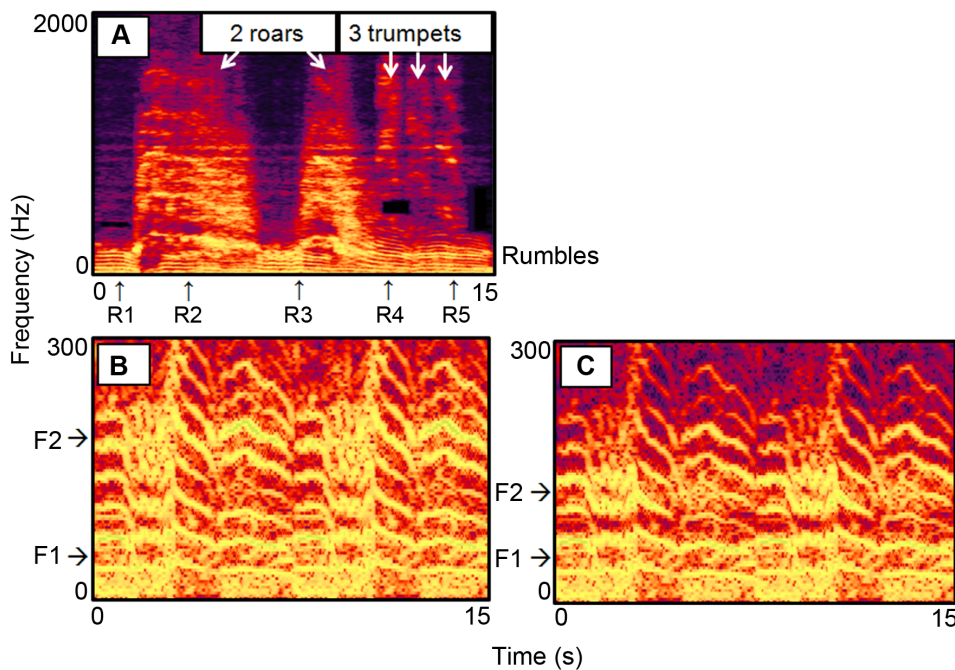 2000
A
2 roars
3 trumpets
Frequency (Hz)
0
Rumbles
0 ↑ ↑ ↑ ↑ ↑ 15
R1 R2 R3 R4 R5
300
B
F2 →
F1 →
0
0 15
300
C
F2 →
F1 →
0
0 15
Time (s)